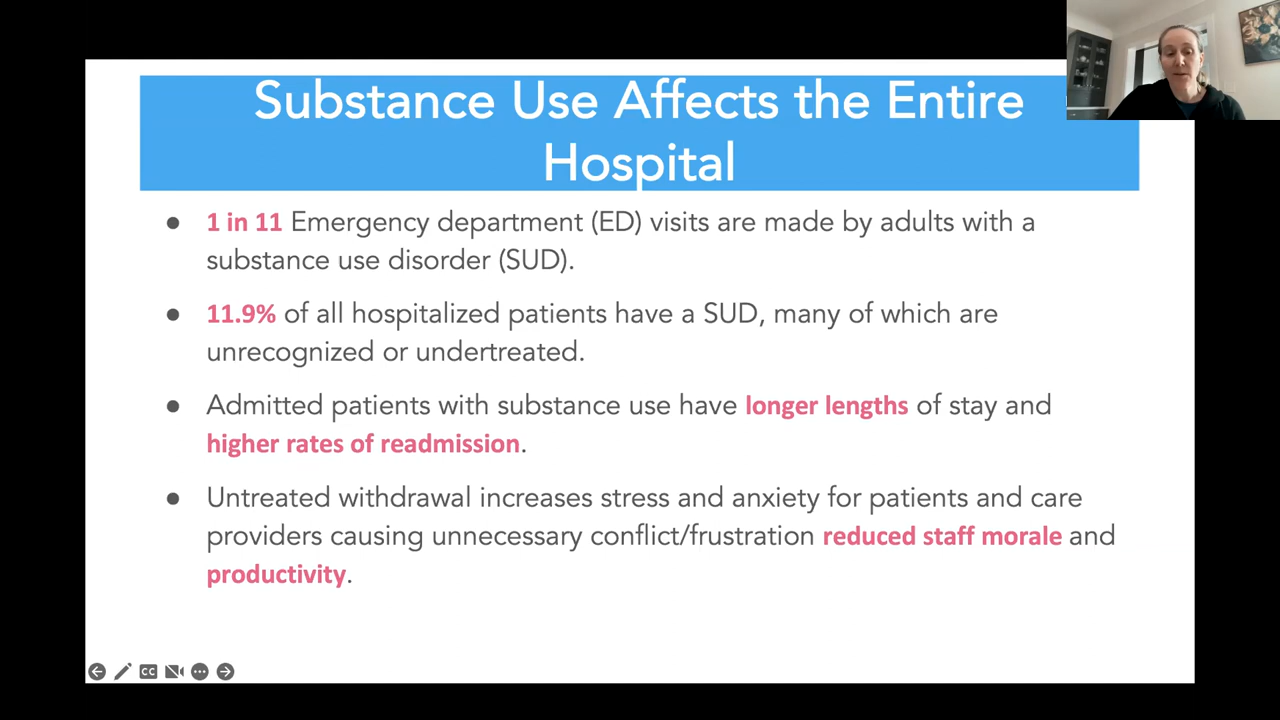 Substance Use Affects the Entire
Hospital
● 1 in 11 Emergency department (ED) visits are made by adults with a
substance use disorder (SUD).
● 11.9% of all hospitalized patients have a SUD, many of which are
unrecognized or undertreated.
● Admitted patients with substance use have longer lengths of stay and
higher rates of readmission.
● Untreated withdrawal increases stress and anxiety for patients and care
providers causing unnecessary conflict/frustration reduced staff morale and
productivity.
CC